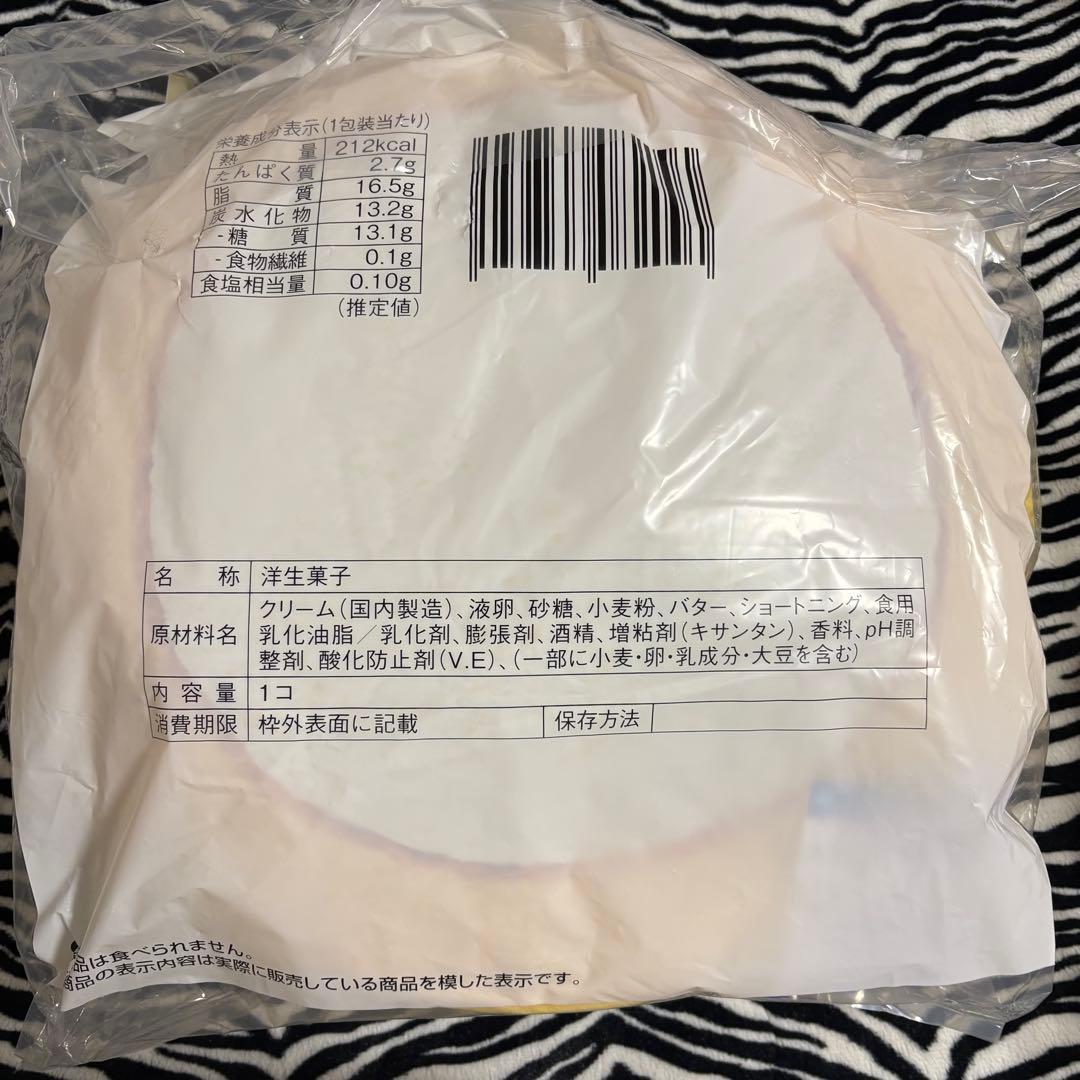 栄養成分表示(1包装当たり)
熱量 212kcal
たんぱく質 2.7g
脂質 16.5g
炭水化物 13.2g
-糖質 13.1g
-食物繊維 0.1g
食塩相当量 0.10g
(推定値)
名称 洋生菓子
原材料名 クリーム(国内製造)、液卵、砂糖、小麦粉、バター、ショートニング、食用
乳化油脂／乳化剤、膨張剤、酒精、増粘剤(キサンタン)、香料、pH調
整剤、酸化防止剤(V.E)、(一部に小麦・卵・乳成分・大豆を含む)
内容量 1コ
消費期限 枠外表面に記載 保存方法
品は食べられません。
商品の表示内容は実際に販売している商品を模した表示です。